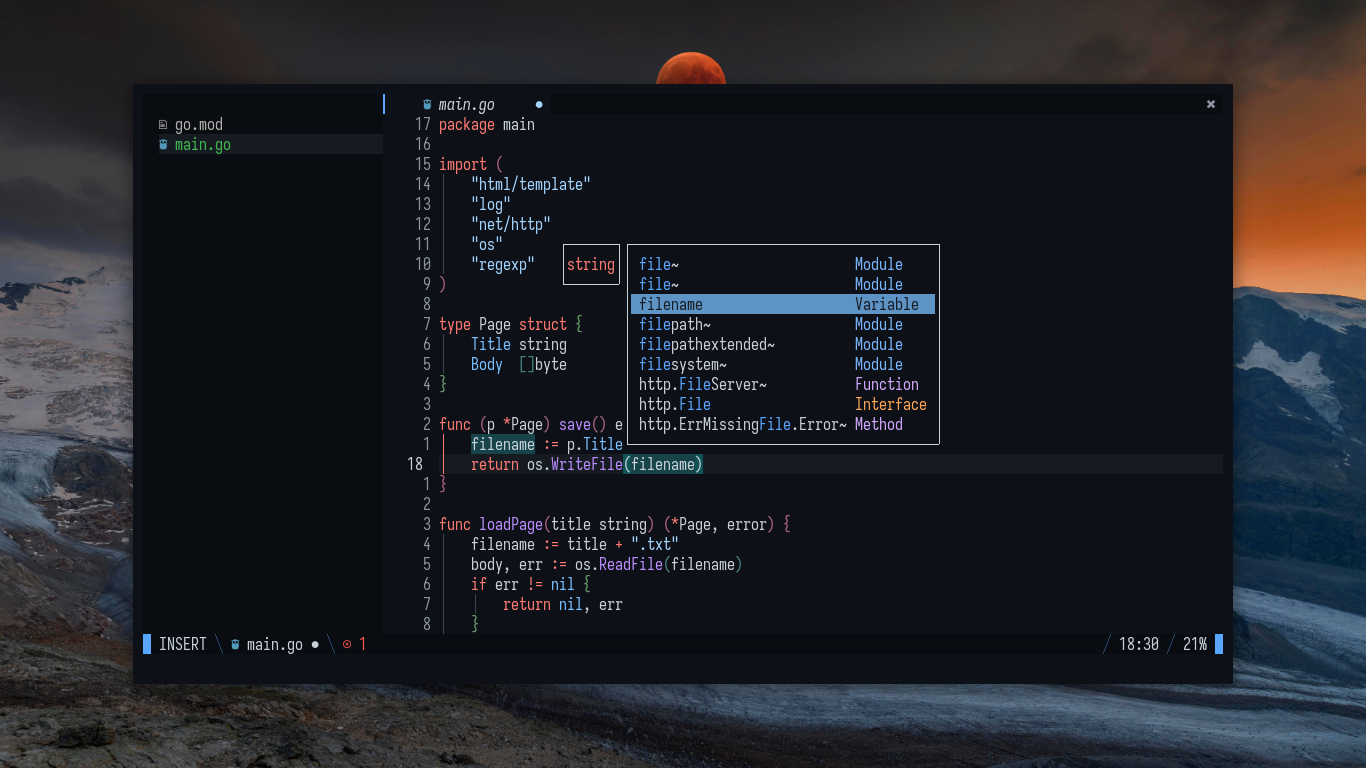 main.go
go.mod
main.go
17 package main
16
15 import (
14 "html/template"
13 "log"
12 "net/http"
11 "os"
10 "regexp"
9 )
8
7 type Page struct {
6 Title string
5 Body []byte
4 }
3
2 func (p *Page) save() e
1 filename := p.Title
18 return os.WriteFile(filename)
1 }
2
3 func loadPage(title string) (*Page, error) {
4 filename := title + ".txt"
5 body, err := os.ReadFile(filename)
6 if err != nil {
7 return nil, err
8 }
string
file~ Module
file~ Module
filename Variable
filepath~ Module
filepathextended~ Module
filesystem~ Module
http.FileServer~ Function
http.File Interface
http.ErrMissingFile.Error~ Method
INSERT main.go 1 18:30 21%